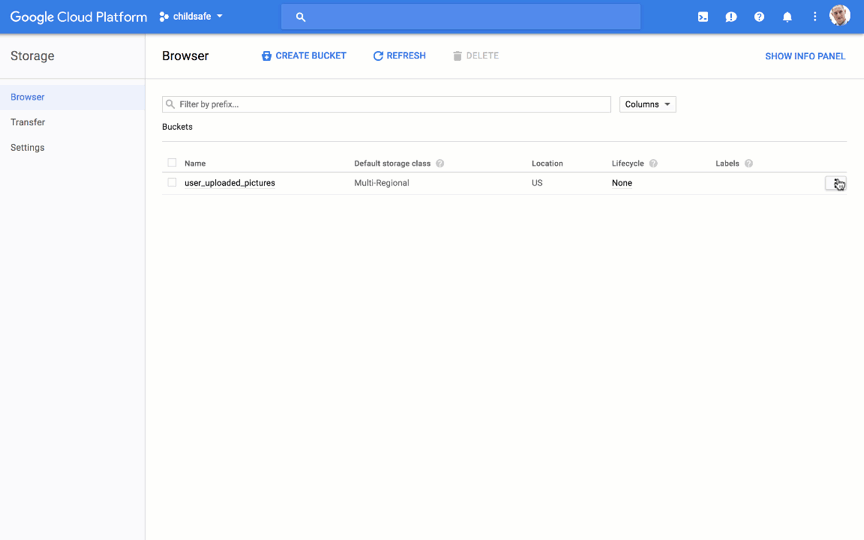 Google Cloud Platform childsafe
Storage Browser CREATE BUCKET REFRESH DELETE SHOW INFO PANEL
Browser
Transfer
Settings
Filter by prefix... Columns
Buckets
Name Default storage class Location Lifecycle Labels
user_uploaded_pictures Multi-Regional US None